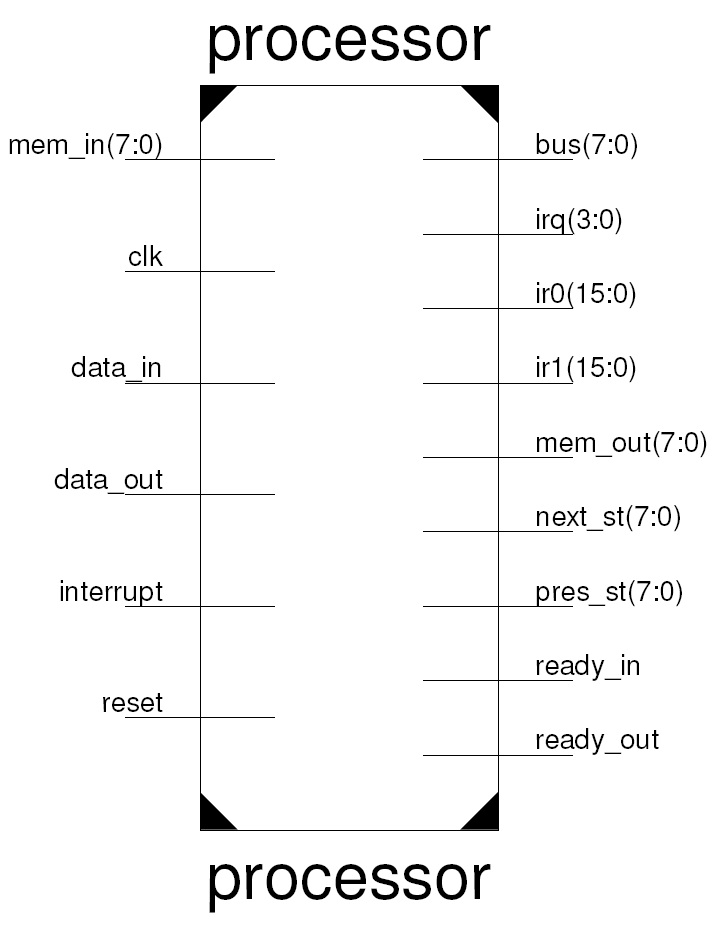 processor
mem_in(7:0)
bus(7:0)
irq(3:0)
clk
ir0(15:0)
data_in
ir1(15:0)
mem_out(7:0)
data_out
next_st(7:0)
interrupt
pres_st(7:0)
ready_in
reset
ready_out
processor